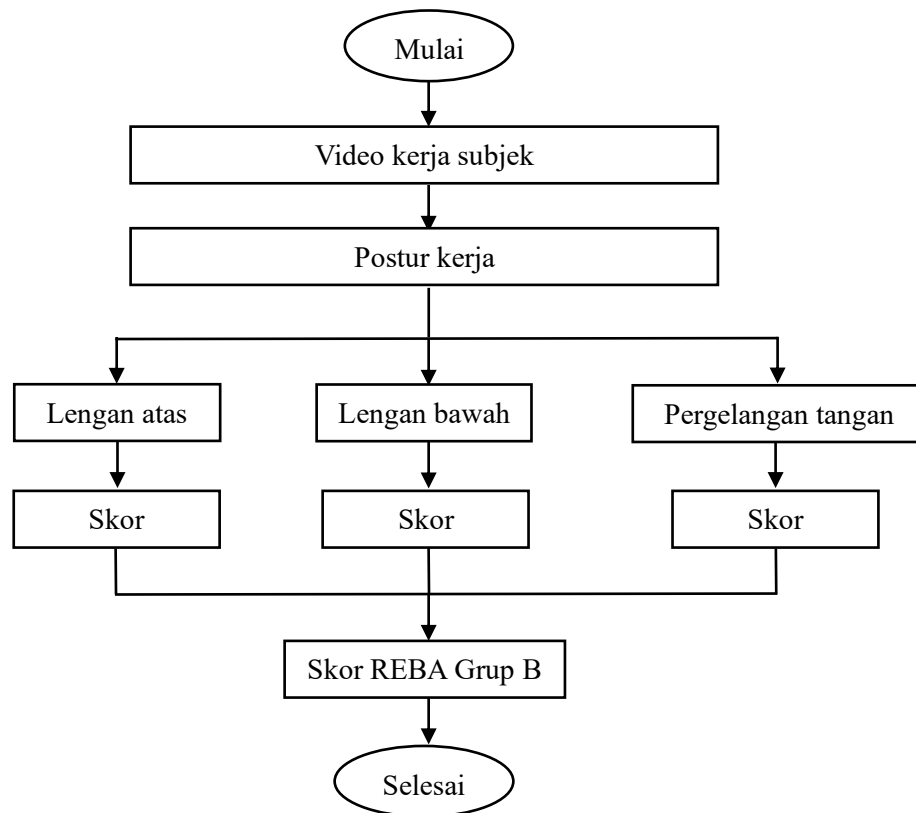 Mulai
Video kerja subjek
Postur kerja
Lengan atas
Lengan bawah
Pergelangan tangan
Skor
Skor
Skor
Skor REBA Grup B
Selesai